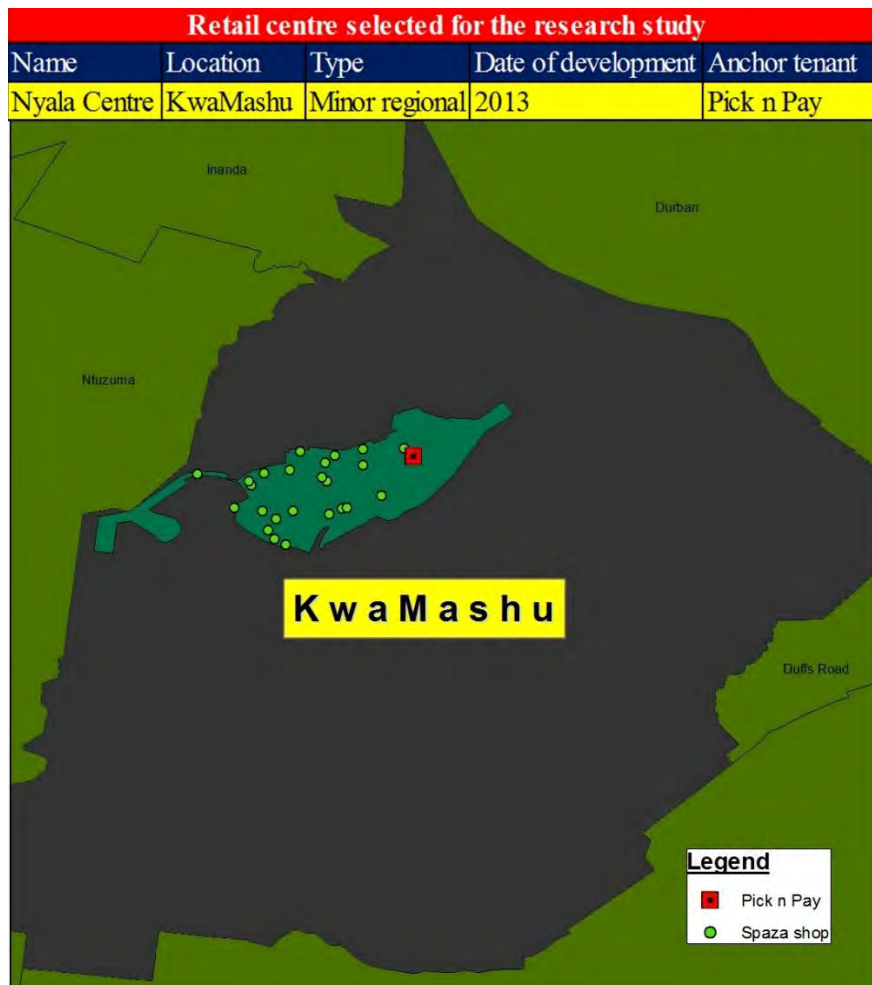 Retail centre selected for the research study
Name Location Type Date of development Anchor tenant
Nyala Centre KwaMashu Minor regional 2013 Pick n Pay
Inanda
Durban
Ntuzuma
KwaMashu
Duffs Road
Legend
Pick n Pay
Spaza shop